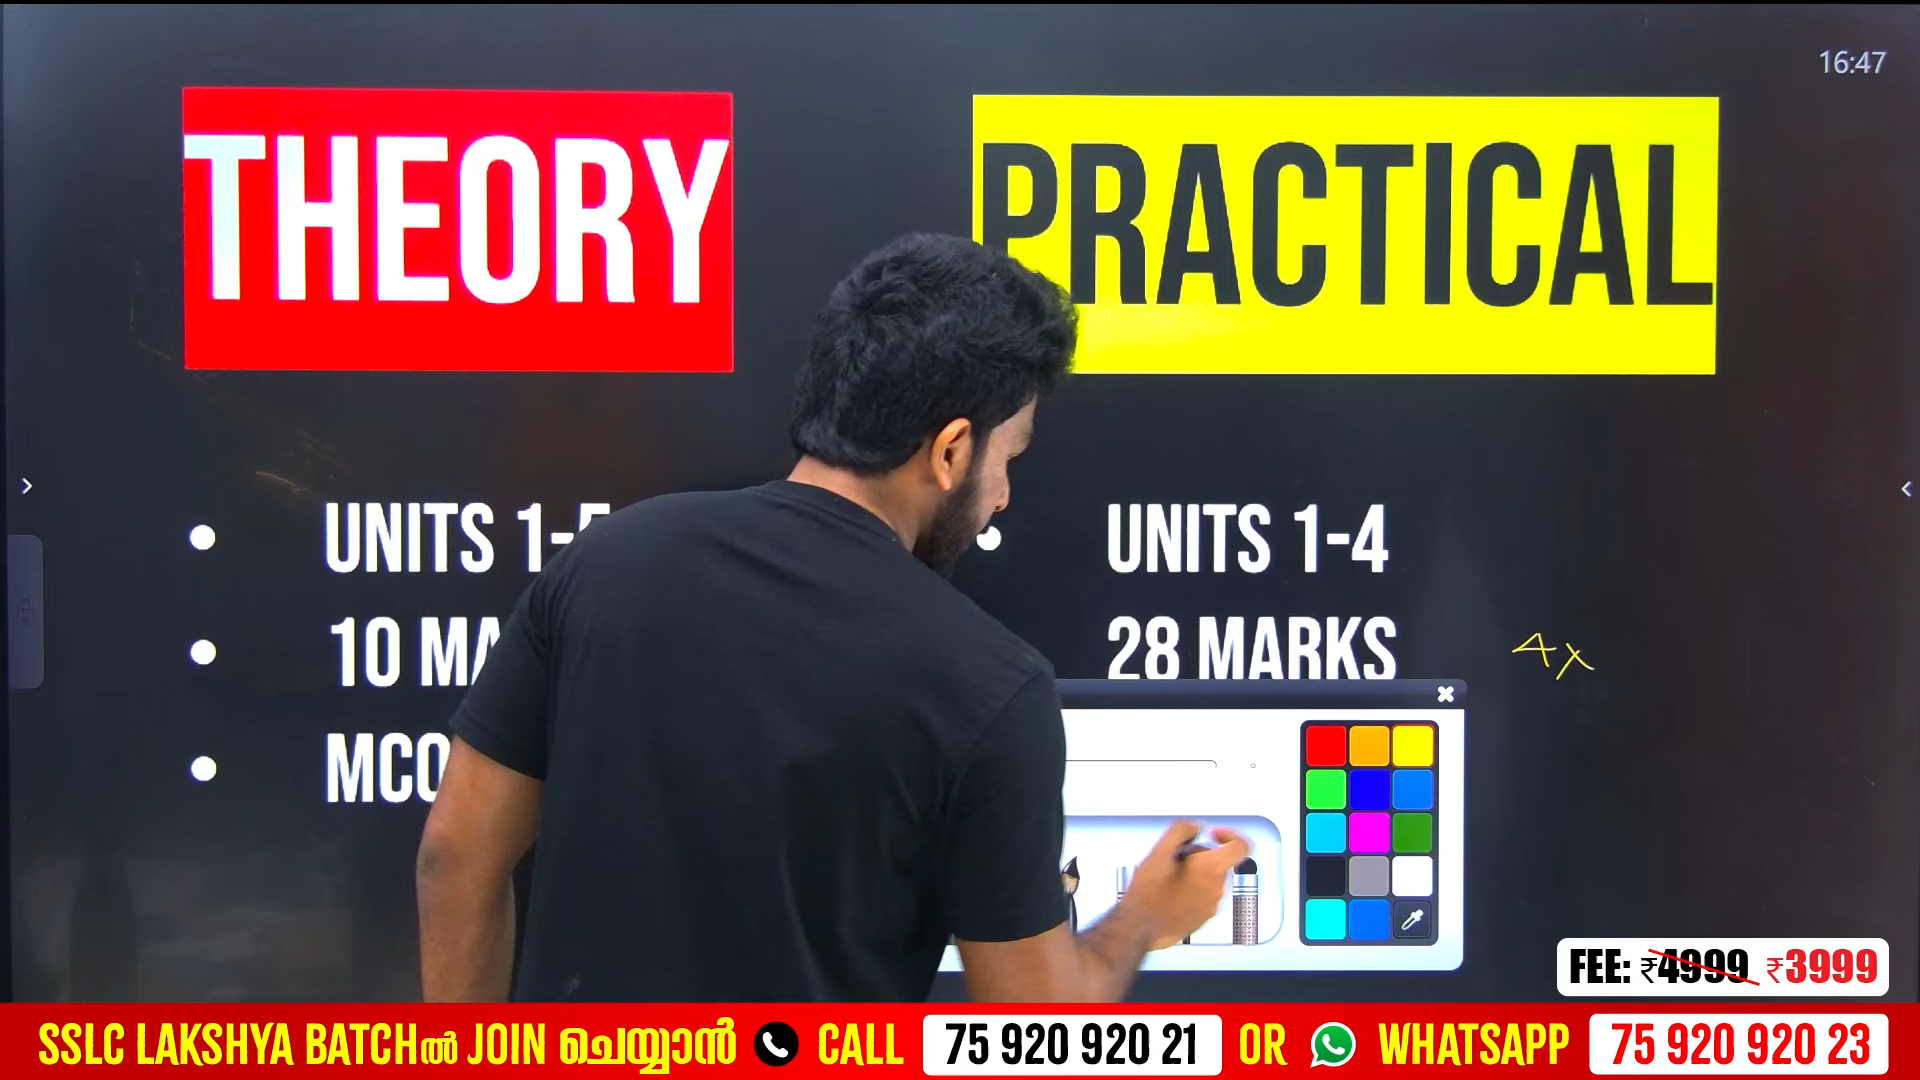 16:47
THEORY
PRACTICAL
UNITS 1-5
10
UNITS 1-4
28 MARKS
4x
FEE: ₹4999 ₹3999
SSLC LAKSHYA BATCHൽ JOIN ചെയ്യാൻ CALL 75 920 920 21 OR WHATSAPP 75 920 920 23